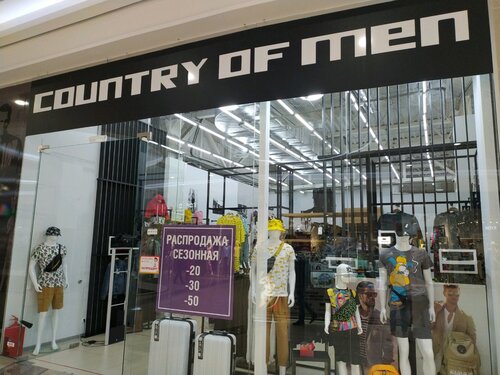 COUNTRY OF men
РАСПРОДАЖА
СЕЗОННАЯ
-20
-30
-50